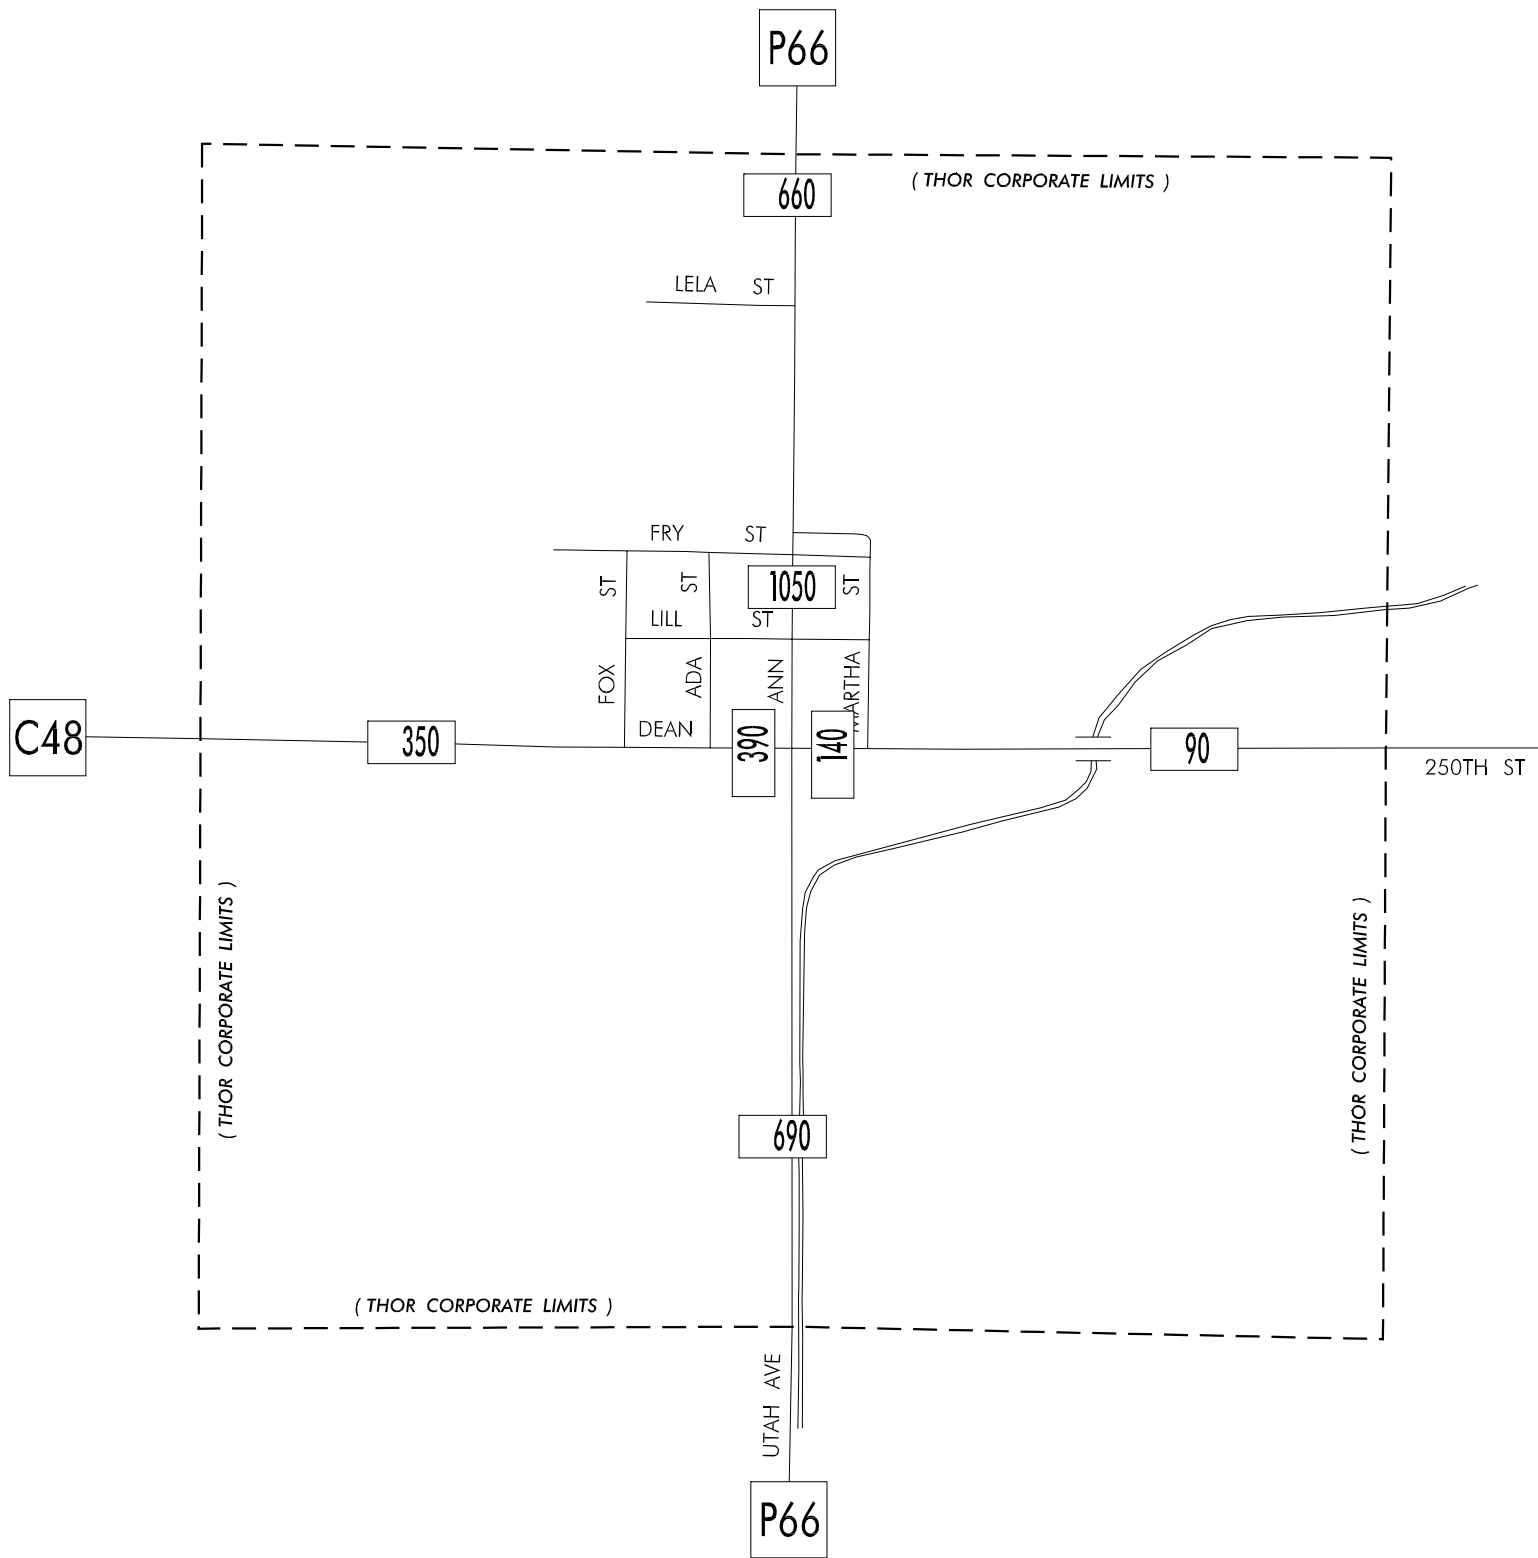 P66
660
( THOR CORPORATE LIMITS )
LELA ST
FRY ST
ST
ST
1050
ST
LILL ST
FOX
ADA
ANN
MARTHA
C48
350
DEAN
390
140
90
250TH ST
( THOR CORPORATE LIMITS )
( THOR CORPORATE LIMITS )
690
( THOR CORPORATE LIMITS )
UTAH AVE
P66